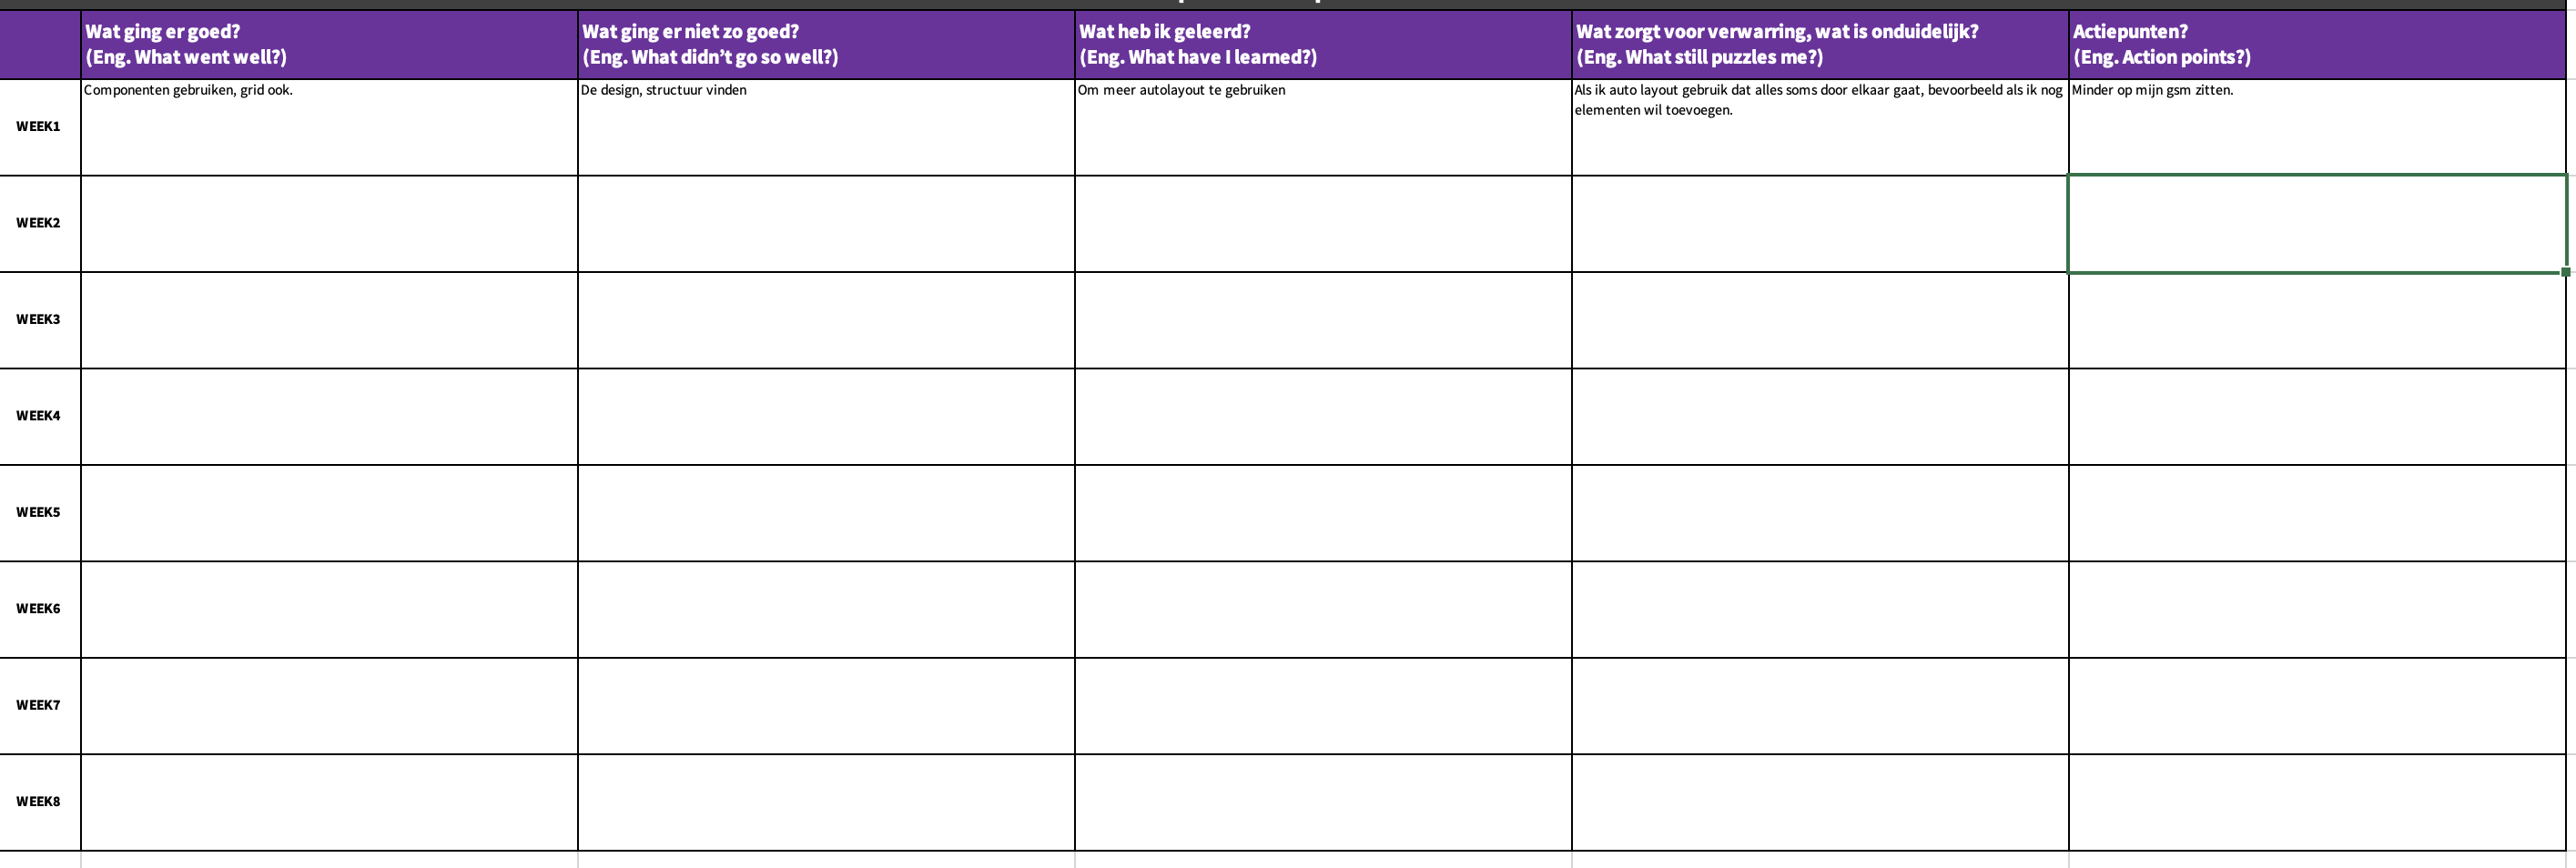 Wat ging er goed?
(Eng. What went well?)
Wat ging er niet zo goed?
(Eng. What didn’t go so well?)
Wat heb ik geleerd?
(Eng. What have I learned?)
Wat zorgt voor verwarring, wat is onduidelijk?
(Eng. What still puzzles me?)
Actiepunten?
(Eng. Action points?)
WEEK1
Componenten gebruiken, grid ook.
De design, structuur vinden
Om meer autolayout te gebruiken
Als ik auto layout gebruik dat alles soms door elkaar gaat, bevoorbeeld als ik nog
elementen wil toevoegen.
Minder op mijn gsm zitten.
WEEK2
WEEK3
WEEK4
WEEK5
WEEK6
WEEK7
WEEK8